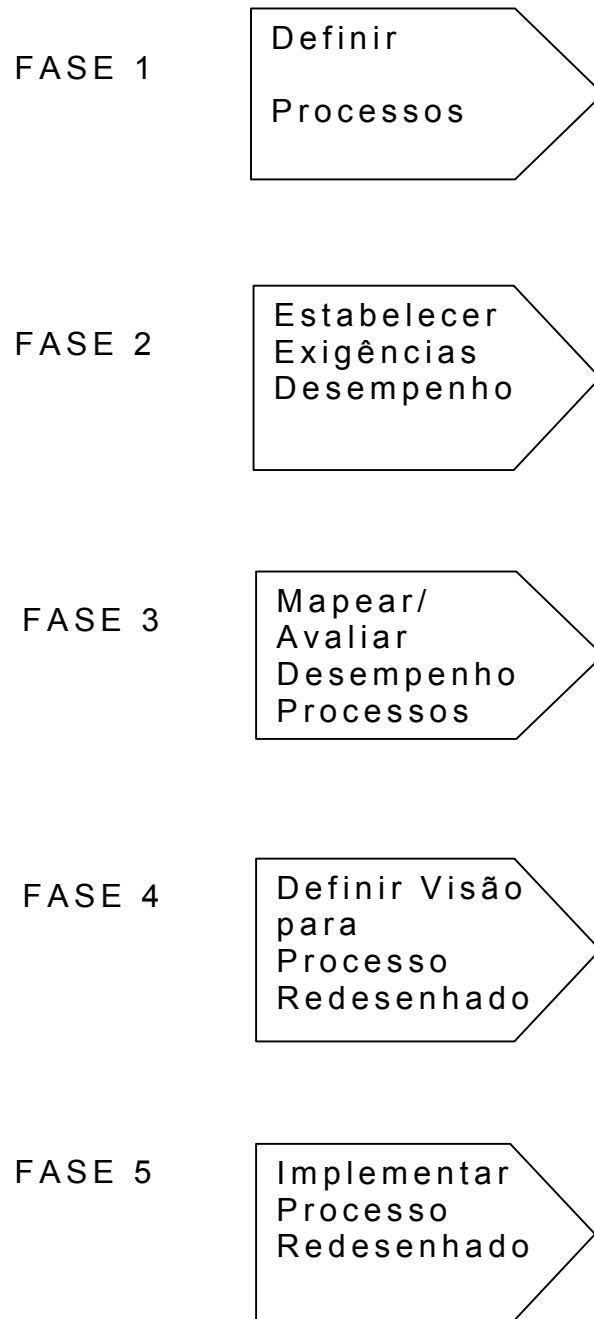 FASE 1
Definir
Processos
FASE 2
Estabelecer
Exigências
Desempenho
FASE 3
Mapear/
Avaliar
Desempenho
Processos
FASE 4
Definir Visão
para
Processo
Redesenhado
FASE 5
Implementar
Processo
Redesenhado